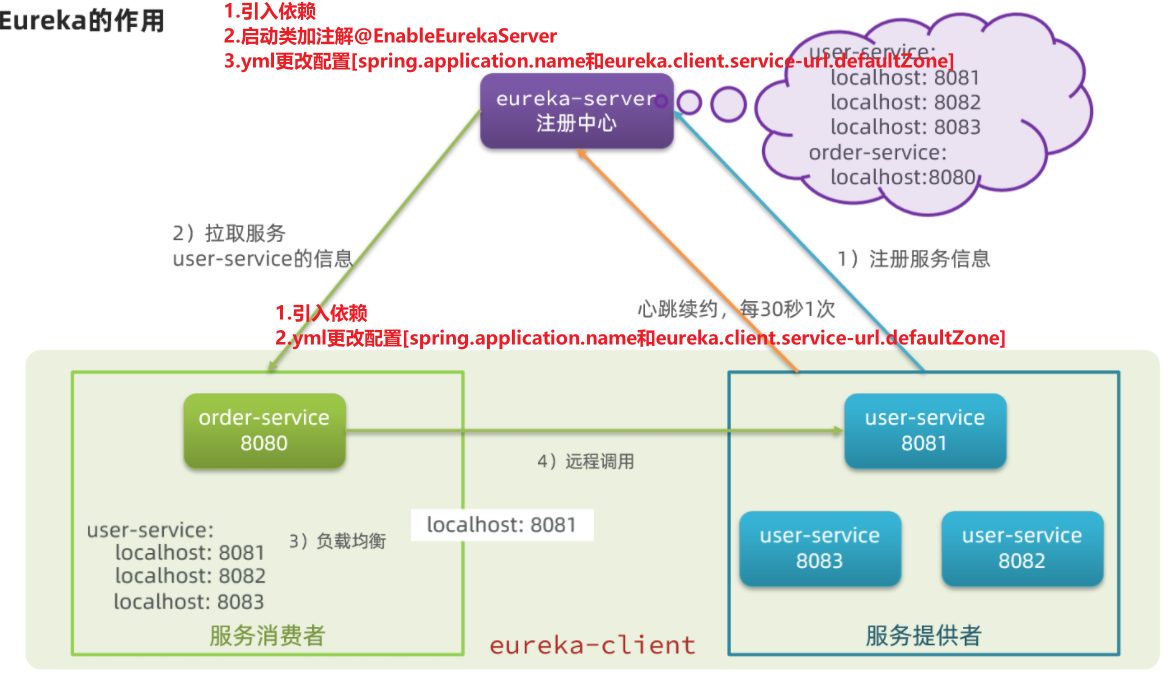 Eureka的作用
1.引入依赖
2.启动类加注解@EnableEurekaServer
3.yml更改配置[spring.application.name和eureka.client.service-url.defaultZone]
eureka-server
注册中心
user-service:
localhost: 8081
localhost: 8082
localhost: 8083
order-service:
localhost:8080
2）拉取服务
user-service的信息
1）注册服务信息
心跳续约，每30秒1次
1.引入依赖
2.yml更改配置[spring.application.name和eureka.client.service-url.defaultZone]
order-service
8080
user-service
8081
4）远程调用
user-service:
localhost: 8081
localhost: 8082
localhost: 8083
3）负载均衡
localhost: 8081
user-service
8083
user-service
8082
服务消费者
eureka-client
服务提供者